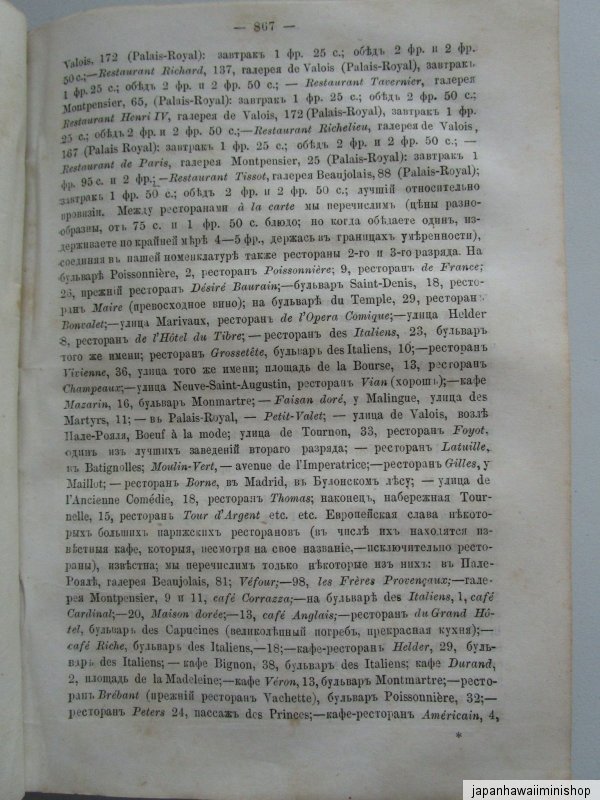 — 867 —
Valois, 172 (Palais-Royal): завтракъ 1 фр. 25 с.; обѣдъ 2 фр. и 2 фр.
50 с.;—Restaurant Richard, 137, галерея de Valois (Palais-Royal), завтракъ
1 фр. 25 с.; обѣдъ 2 фр. и 2 фр. 50 с.; — Restaurant Tavernier, галерея
Montpensier, 65, (Palais-Royal): завтракъ 1 фр. 25 с.; обѣдъ 2 фр. 50 с.;
Restaurant Henri IV, галерея de Valois, 172 (Palais-Royal), завтракъ 1 фр.
25 с.; обѣдъ 2 фр. и 2 фр. 50 с.;—Restaurant Richelieu, галерея de Valois,
167 (Palais Royal): завтракъ 1 фр. 25 с.; обѣдъ 2 фр. и 2 фр. 50 с.; —
Restaurant de Paris, галерея Montpensier, 25 (Palais-Royal): завтракъ 1
фр. 95 с. и 2 фр.;—Restaurant Tissot, галерея Beaujolais, 88 (Palais-Royal);
завтракъ 1 фр. 50 с.; обѣдъ 2 фр. и 2 фр. 50 с.; лучшій относительно
провизіи. Между ресторанами à la carte мы перечислимъ (цѣны разно-
образны, отъ 75 с. и 1 фр. 50 с. блюдо; но когда обѣдаете одинъ, из-
держиваете по крайней мѣрѣ 4—5 фр., держась въ границахъ умѣренности),
соединяя въ нашей номенклатурѣ также рестораны 2-го и 3-го разряда. На
бульварѣ Poissonnière, 2, ресторанъ Poissonnière; 9, ресторанъ de France;
26, прежній ресторанъ Désiré Baurain;—бульваръ Saint-Denis, 18, ресто-
ранъ Maire (превосходное вино); на бульварѣ du Temple, 29, ресторанъ
Bonvalet;—улица Marivaux, ресторанъ de l'Opera Comique;—улица Helder
8, ресторанъ de l'Hôtel du Tibre; — ресторанъ des Italiens, 23, бульваръ
того же имени; ресторанъ Grossetête, бульваръ des Italiens, 10;—ресторанъ
Vivienne, 36, улица того же имени; площадь de la Bourse, 13, ресторанъ
Champeaux;—улица Neuve-Saint-Augustin, ресторанъ Vian (хорошъ);—кафе
Mazarin, 16, бульваръ Монмартре; — Faisan doré, у Malingue, улица des
Martyrs, 11; — въ Palais-Royal, — Petit-Valet; — улица de Valois, возлѣ
Пале-Рояля, Boeuf à la mode; улица de Tournon, 33, ресторанъ Foyot,
одинъ изъ лучшихъ заведеній втораго разряда; — ресторанъ Latuille,
въ Batignolles; Moulin-Vert, — avenue de l'Imperatrice;—ресторанъ Gilles, у
Maillot; — ресторанъ Borne, въ Madrid, въ Булонскомъ лѣсу; — улица de
l'Ancienne Comédie, 18, ресторанъ Thomas; наконецъ, набережная Tour-
nelle, 15, ресторанъ Tour d'Argent etc. etc. Европейская слава нѣкото-
рыхъ большихъ парижскихъ ресторановъ (въ числѣ ихъ находятся из-
вѣстныя кафе, которыя, несмотря на свое названіе,—исключительно ресто-
раны), извѣстна; мы перечислимъ только нѣкоторые изъ нихъ: въ Пале-
Роялѣ, галерея Beaujolais, 81; Véfour;—98, les Frères Provençaux;—гале-
рея Montpensier, 9 и 11, café Corrazza;—на бульварѣ des Italiens, 1, café
Cardinal;—20, Maison dorée;—13, café Anglais;—ресторанъ du Grand Hô-
tel, бульваръ des Capucines (великолѣпный погребъ, прекрасная кухня);—
café Riche, бульваръ des Italiens,—18;—кафе-ресторанъ Helder, 29, буль-
варъ des Italiens; — кафе Bignon, 38, бульваръ des Italiens; кафе Durand,
2, площадь de la Madeleine;—кафе Véron, 13, бульваръ Montmartre;—ресто-
ранъ Brébant (прежній ресторанъ Vachette), бульваръ Poissonnière, 32;—
ресторанъ Peters 24, пассажъ des Princes;—кафе-ресторанъ Américain, 4,
*
japanhawaiiminishop